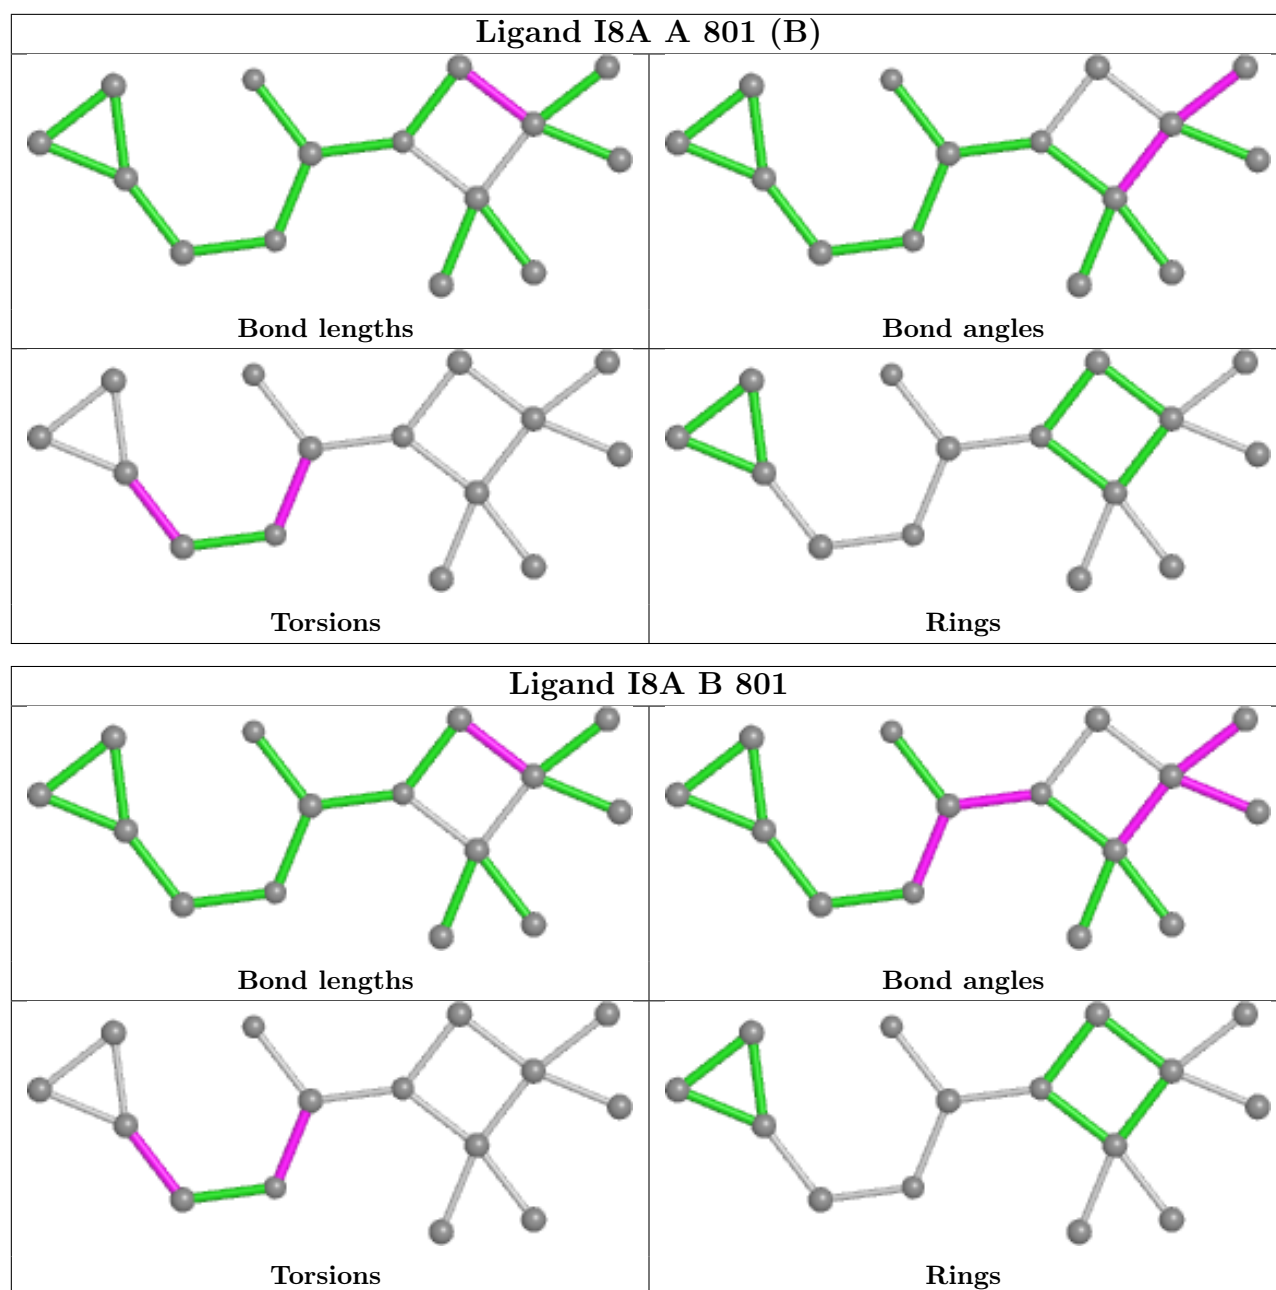 Ligand I8A A 801 (B)
Bond lengths
Bond angles
Torsions
Rings
Ligand I8A B 801
Bond lengths
Bond angles
Torsions
Rings